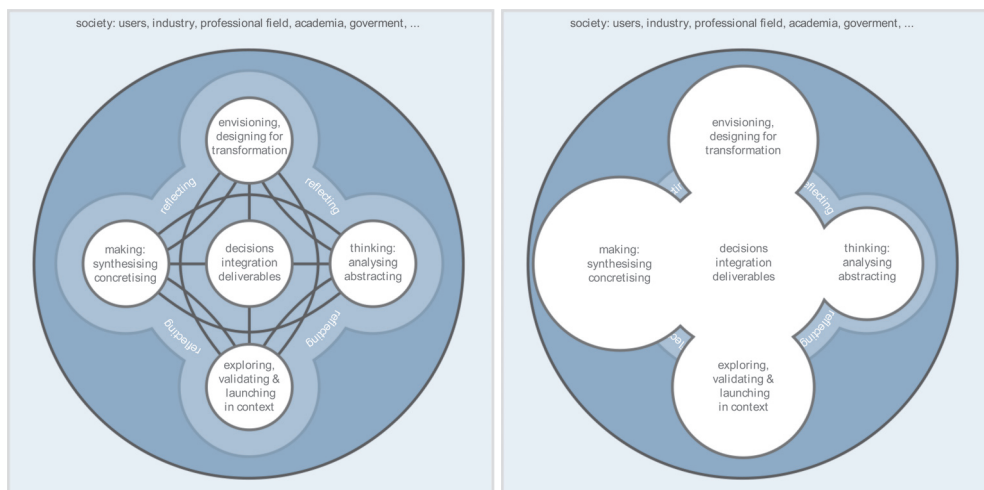 society: users, industry, professional field, academia, goverment, ...
envisioning,
designing for
transformation
reflecting
reflecting
making:
synthesising
concretising
decisions
integration
deliverables
thinking:
analysing
abstracting
reflecting
reflecting
exploring,
validating &
launching
in context
society: users, industry, professional field, academia, goverment, ...
envisioning,
designing for
transformation
making:
synthesising
concretising
decisions
integration
deliverables
thinking:
analysing
abstracting
reflecting
exploring,
validating &
launching
in context